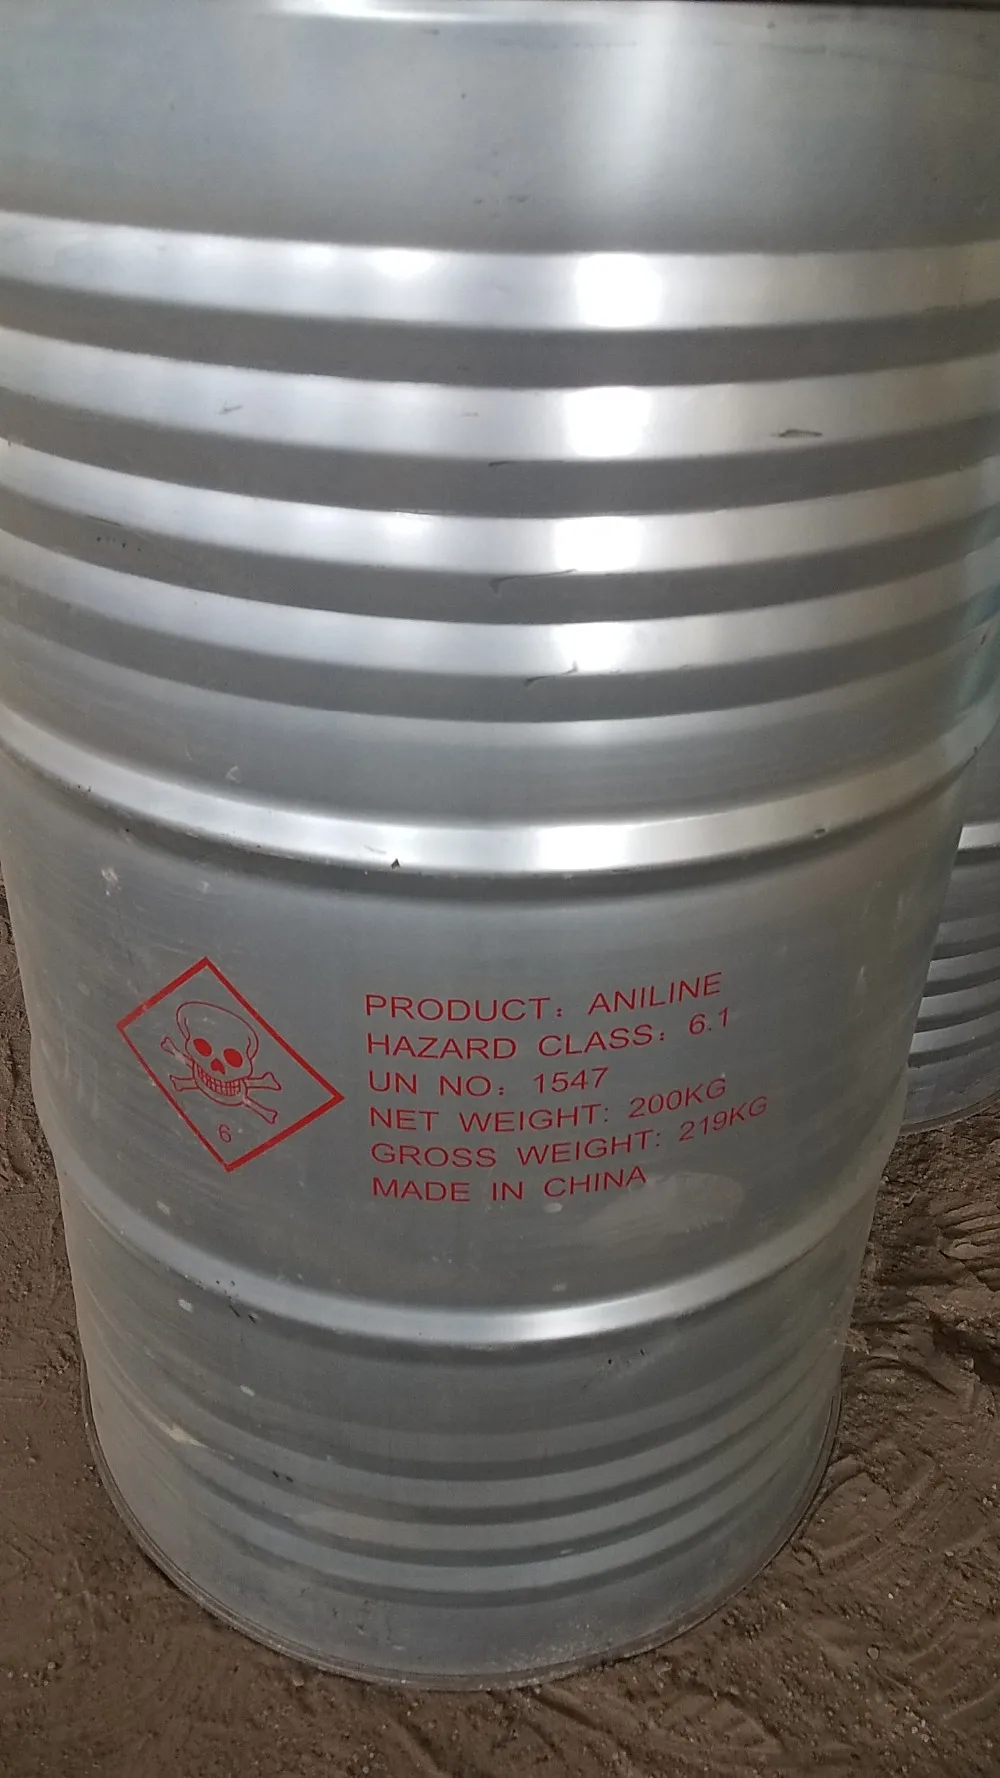 PRODUCT: ANILINE
HAZARD CLASS: 6.1
UN NO: 1547
NET WEIGHT: 200KG
GROSS WEIGHT: 219KG
MADE IN CHINA
6